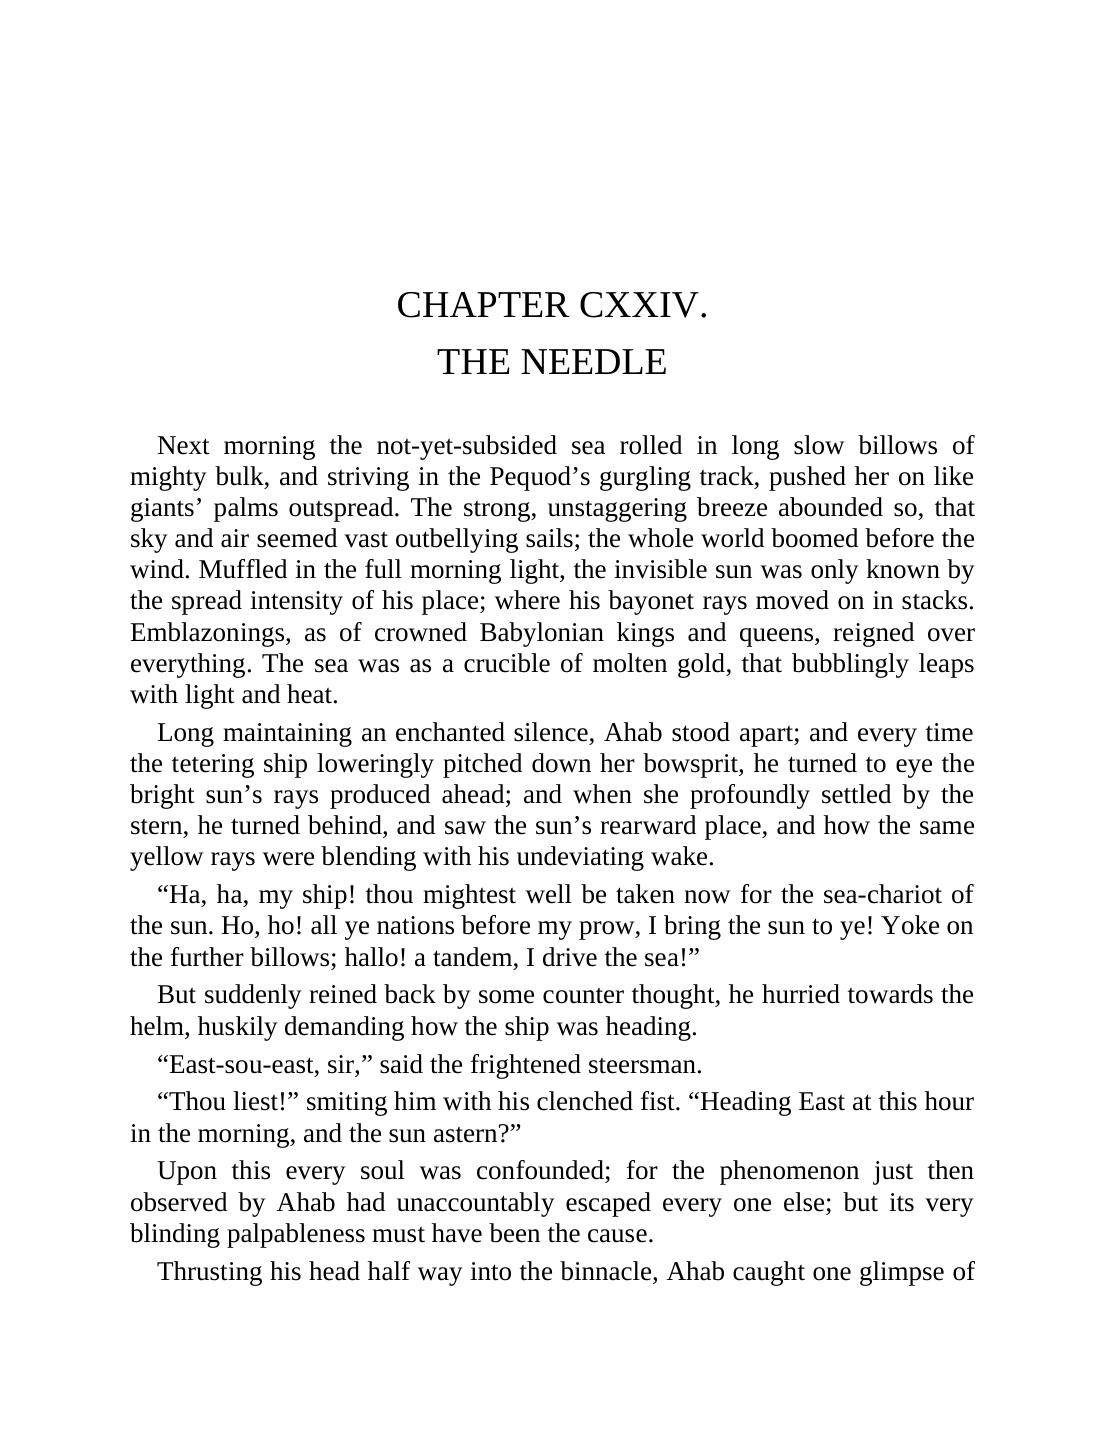 CHAPTER CXXIV.
THE NEEDLE
Next morning the not-yet-subsided sea rolled in long slow billows of
mighty bulk, and striving in the Pequod’s gurgling track, pushed her on like
giants’ palms outspread. The strong, unstaggering breeze abounded so, that
sky and air seemed vast outbellying sails; the whole world boomed before the
wind. Muffled in the full morning light, the invisible sun was only known by
the spread intensity of his place; where his bayonet rays moved on in stacks.
Emblazonings, as of crowned Babylonian kings and queens, reigned over
everything. The sea was as a crucible of molten gold, that bubblingly leaps
with light and heat.
Long maintaining an enchanted silence, Ahab stood apart; and every time
the tetering ship loweringly pitched down her bowsprit, he turned to eye the
bright sun’s rays produced ahead; and when she profoundly settled by the
stern, he turned behind, and saw the sun’s rearward place, and how the same
yellow rays were blending with his undeviating wake.
“Ha, ha, my ship! thou mightest well be taken now for the sea-chariot of
the sun. Ho, ho! all ye nations before my prow, I bring the sun to ye! Yoke on
the further billows; hallo! a tandem, I drive the sea!”
But suddenly reined back by some counter thought, he hurried towards the
helm, huskily demanding how the ship was heading.
“East-sou-east, sir,” said the frightened steersman.
“Thou liest!” smiting him with his clenched fist. “Heading East at this hour
in the morning, and the sun astern?”
Upon this every soul was confounded; for the phenomenon just then
observed by Ahab had unaccountably escaped every one else; but its very
blinding palpableness must have been the cause.
Thrusting his head half way into the binnacle, Ahab caught one glimpse of